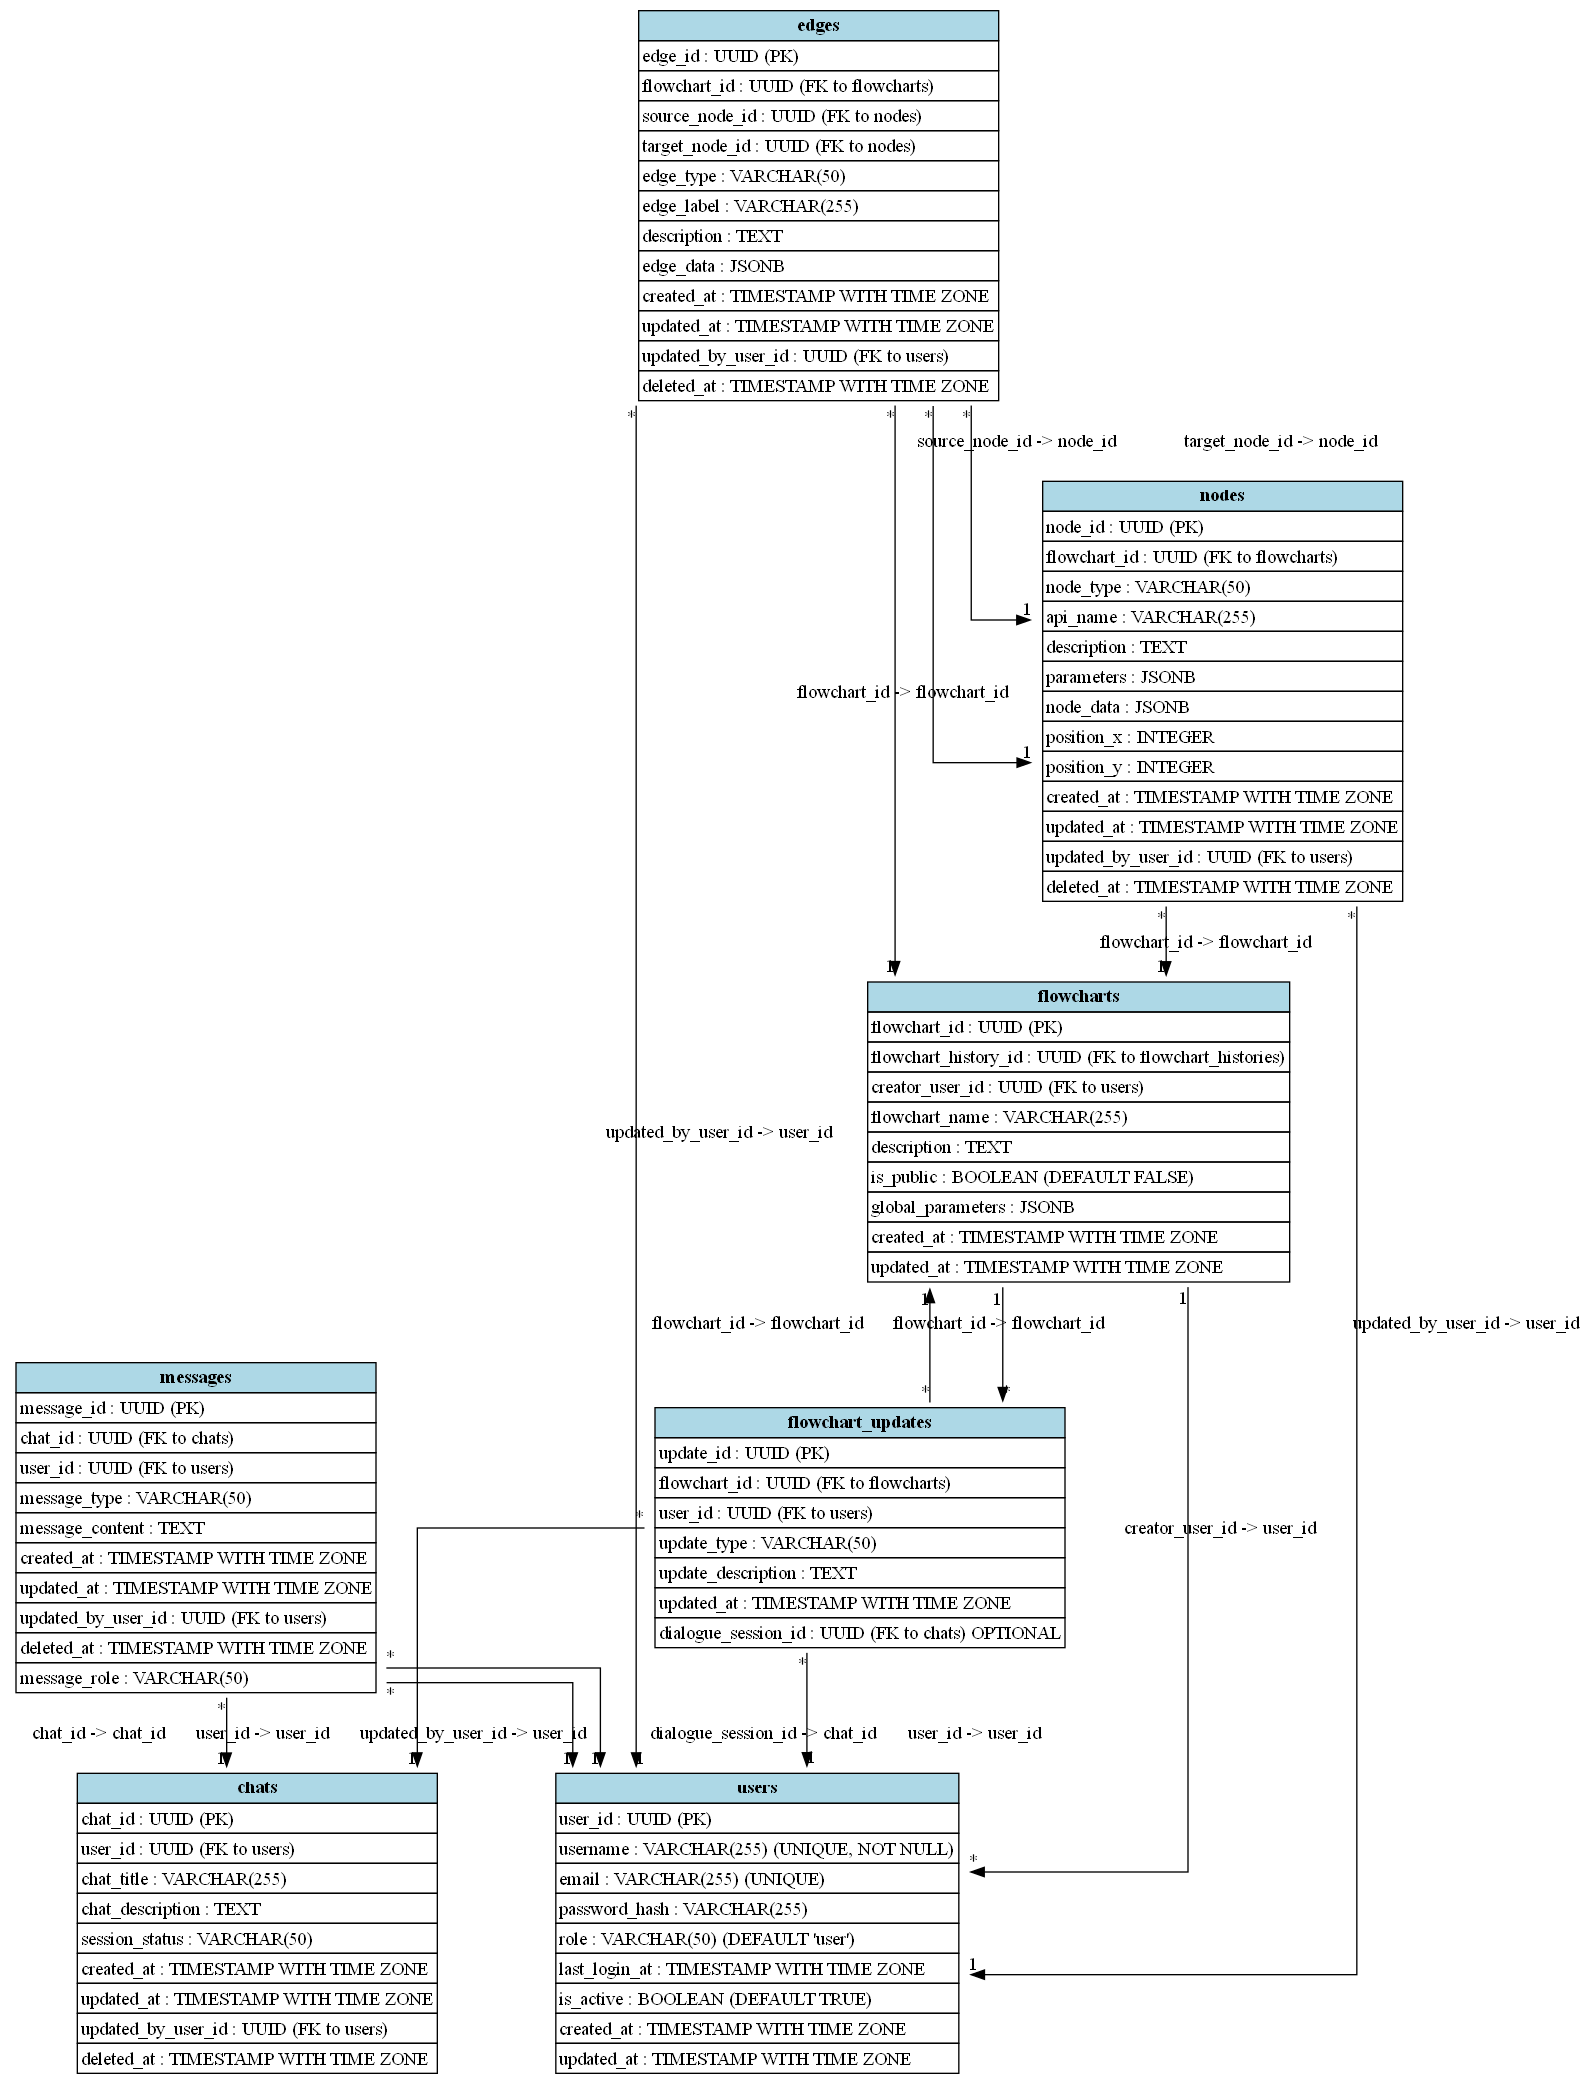 edges
edge_id : UUID (PK)
flowchart_id : UUID (FK to flowcharts)
source_node_id : UUID (FK to nodes)
target_node_id : UUID (FK to nodes)
edge_type : VARCHAR(50)
edge_label : VARCHAR(255)
description : TEXT
edge_data : JSONB
created_at : TIMESTAMP WITH TIME ZONE
updated_at : TIMESTAMP WITH TIME ZONE
updated_by_user_id : UUID (FK to users)
deleted_at : TIMESTAMP WITH TIME ZONE
* * * *
source_node_id -> node_id
target_node_id -> node_id
nodes
node_id : UUID (PK)
flowchart_id : UUID (FK to flowcharts)
node_type : VARCHAR(50)
api_name : VARCHAR(255)
description : TEXT
parameters : JSONB
node_data : JSONB
position_x : INTEGER
position_y : INTEGER
created_at : TIMESTAMP WITH TIME ZONE
updated_at : TIMESTAMP WITH TIME ZONE
updated_by_user_id : UUID (FK to users)
deleted_at : TIMESTAMP WITH TIME ZONE
1
1
flowchart_id -> flowchart_id
* *
flowchart_id -> flowchart_id
1 1
flowcharts
flowchart_id : UUID (PK)
flowchart_history_id : UUID (FK to flowchart_histories)
creator_user_id : UUID (FK to users)
flowchart_name : VARCHAR(255)
description : TEXT
is_public : BOOLEAN (DEFAULT FALSE)
global_parameters : JSONB
created_at : TIMESTAMP WITH TIME ZONE
updated_at : TIMESTAMP WITH TIME ZONE
updated_by_user_id -> user_id
1 1 1
flowchart_id -> flowchart_id
flowchart_id -> flowchart_id
updated_by_user_id -> user_id
* *
flowchart_updates
update_id : UUID (PK)
flowchart_id : UUID (FK to flowcharts)
user_id : UUID (FK to users)
update_type : VARCHAR(50)
update_description : TEXT
updated_at : TIMESTAMP WITH TIME ZONE
dialogue_session_id : UUID (FK to chats) OPTIONAL
*
creator_user_id -> user_id
messages
message_id : UUID (PK)
chat_id : UUID (FK to chats)
user_id : UUID (FK to users)
message_type : VARCHAR(50)
message_content : TEXT
created_at : TIMESTAMP WITH TIME ZONE
updated_at : TIMESTAMP WITH TIME ZONE
updated_by_user_id : UUID (FK to users)
deleted_at : TIMESTAMP WITH TIME ZONE
message_role : VARCHAR(50)
*
*
* *
chat_id -> chat_id
user_id -> user_id
updated_by_user_id -> user_id
dialogue_session_id -> chat_id
user_id -> user_id
1 1 1 1 1 1
chats
chat_id : UUID (PK)
user_id : UUID (FK to users)
chat_title : VARCHAR(255)
chat_description : TEXT
session_status : VARCHAR(50)
created_at : TIMESTAMP WITH TIME ZONE
updated_at : TIMESTAMP WITH TIME ZONE
updated_by_user_id : UUID (FK to users)
deleted_at : TIMESTAMP WITH TIME ZONE
users
user_id : UUID (PK)
username : VARCHAR(255) (UNIQUE, NOT NULL)
email : VARCHAR(255) (UNIQUE)
password_hash : VARCHAR(255)
role : VARCHAR(50) (DEFAULT 'user')
last_login_at : TIMESTAMP WITH TIME ZONE
is_active : BOOLEAN (DEFAULT TRUE)
created_at : TIMESTAMP WITH TIME ZONE
updated_at : TIMESTAMP WITH TIME ZONE
*
1